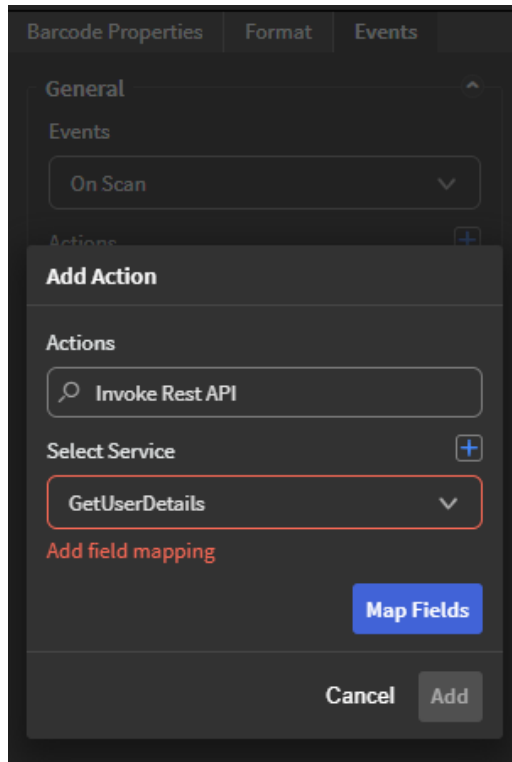 Barcode Properties Format Events
General
Events
On Scan
Actions
Add Action
Actions
Invoke Rest API
Select Service
GetUserDetails
Add field mapping
Map Fields
Cancel Add